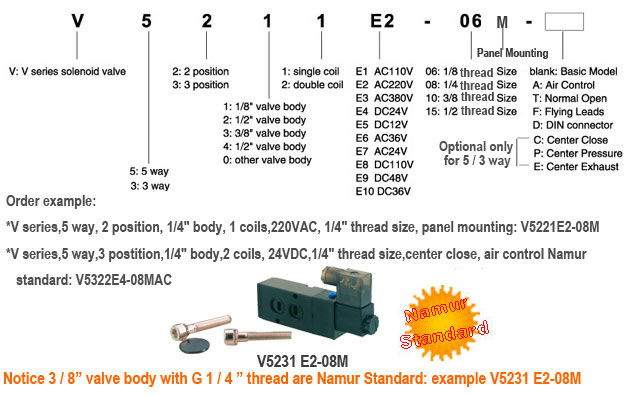 V 5 2 1 1 E2 - 06 M -
Panel Mounting
V: V series solenoid valve
5: 5 way
3: 3 way
2: 2 position
3: 3 position
1: 1/8" valve body
2: 1/2" valve body
3: 3/8" valve body
4: 1/2" valve body
0: other valve body
1: single coil
2: double coil
E1 AC110V
E2 AC220V
E3 AC380V
E4 DC24V
E5 DC12V
E6 AC36V
E7 AC24V
E8 DC110V
E9 DC48V
E10 DC36V
06: 1/8 thread Size
08: 1/4 thread Size
10: 3/8 thread Size
15: 1/2 thread Size
blank: Basic Model
A: Air Control
T: Normal Open
F: Flying Leads
D: DIN connector
C: Center Close
P: Center Pressure
E: Center Exhaust
Optional only
for 5 / 3 way
Order example:
*V series,5 way, 2 position, 1/4" body, 1 coils,220VAC, 1/4" thread size, panel mounting: V5221E2-08M
*V series,5 way,3 postition,1/4" body,2 coils, 24VDC,1/4" thread size,center close, air control Namur
standard: V5322E4-08MAC
Namur
Standard
V5231 E2-08M
Notice 3 / 8" valve body with G 1 / 4 " thread are Namur Standard: example V5231 E2-08M